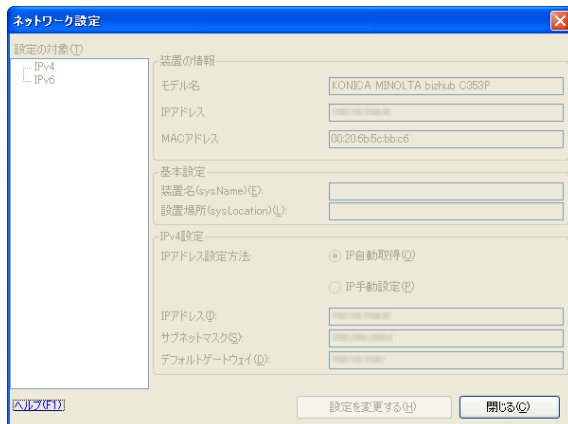 ネットワーク設定
設定の対象(T)
IPv4
IPv6
装置の情報
モデル名
KONICA MINOLTA bizhub C353P
IPアドレス
MACアドレス
00:20:6b:5c:bb:c6
基本設定
装置名(sysName)(E):
設置場所(sysLocation)(L):
IPv4設定
IPアドレス設定方法:
IP自動取得(O)
IP手動設定(P)
IPアドレス(I):
サブネットマスク(S):
デフォルトゲートウェイ(D):
ヘルプ(F1)
設定を変更する(H)
閉じる(C)